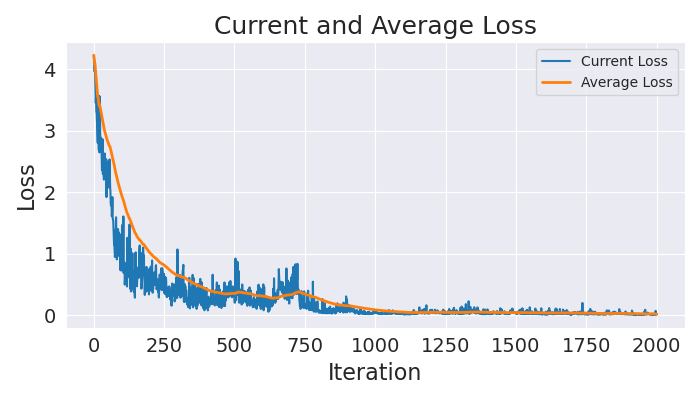 Current and Average Loss
Current Loss
Average Loss
4
3
2
1
0
Loss
0 250 500 750 1000 1250 1500 1750 2000
Iteration